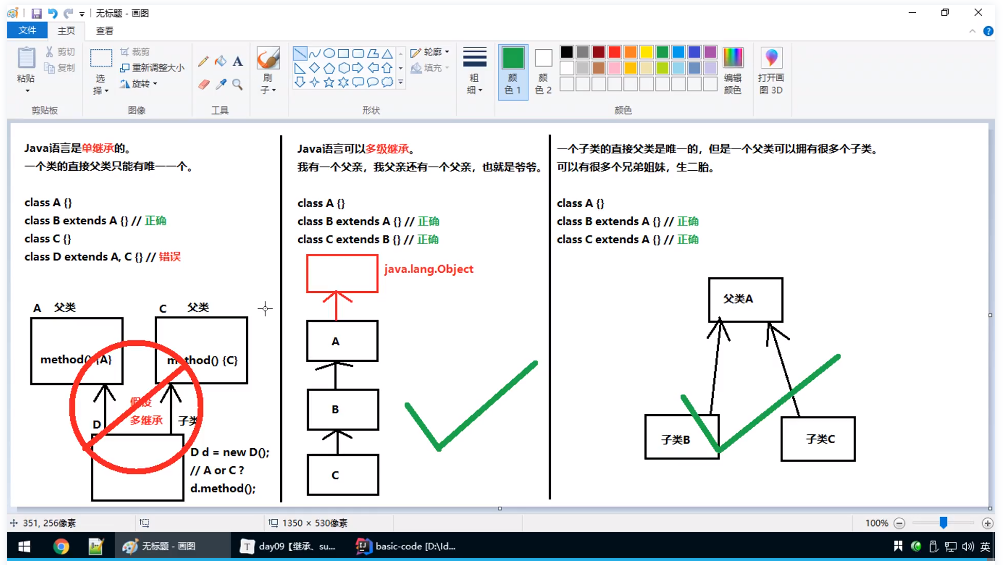 无标题 - 画图
文件
主页
查看
粘贴
剪切
复制
剪贴板
选择
裁剪
重新调整大小
旋转
图像
A
工具
刷子
轮廓
填充
形状
粗细
颜色 1
颜色 2
颜色
编辑颜色
打开画图 3D
Java语言是单继承的。
一个类的直接父类只能有唯一一个。
class A {}
class B extends A {} // 正确
class C {}
class D extends A, C {} // 错误
A 父类
C 父类
method() {A}
method() {C}
假设
多继承
D
子类
D d = new D();
// A or C ?
d.method();
Java语言可以多级继承。
我有一个父亲，我父亲还有一个父亲，也就是爷爷。
class A {}
class B extends A {} // 正确
class C extends B {} // 正确
java.lang.Object
A
B
C
一个子类的直接父类是唯一的，但是一个父类可以拥有很多个子类。
可以有很多个兄弟姐妹，生二胎。
class A {}
class B extends A {} // 正确
class C extends A {} // 正确
父类A
子类B
子类C
351, 256像素
1350 × 530像素
100%
无标题 - 画图
day09【继承、su...
basic-code [D:\Id...
英